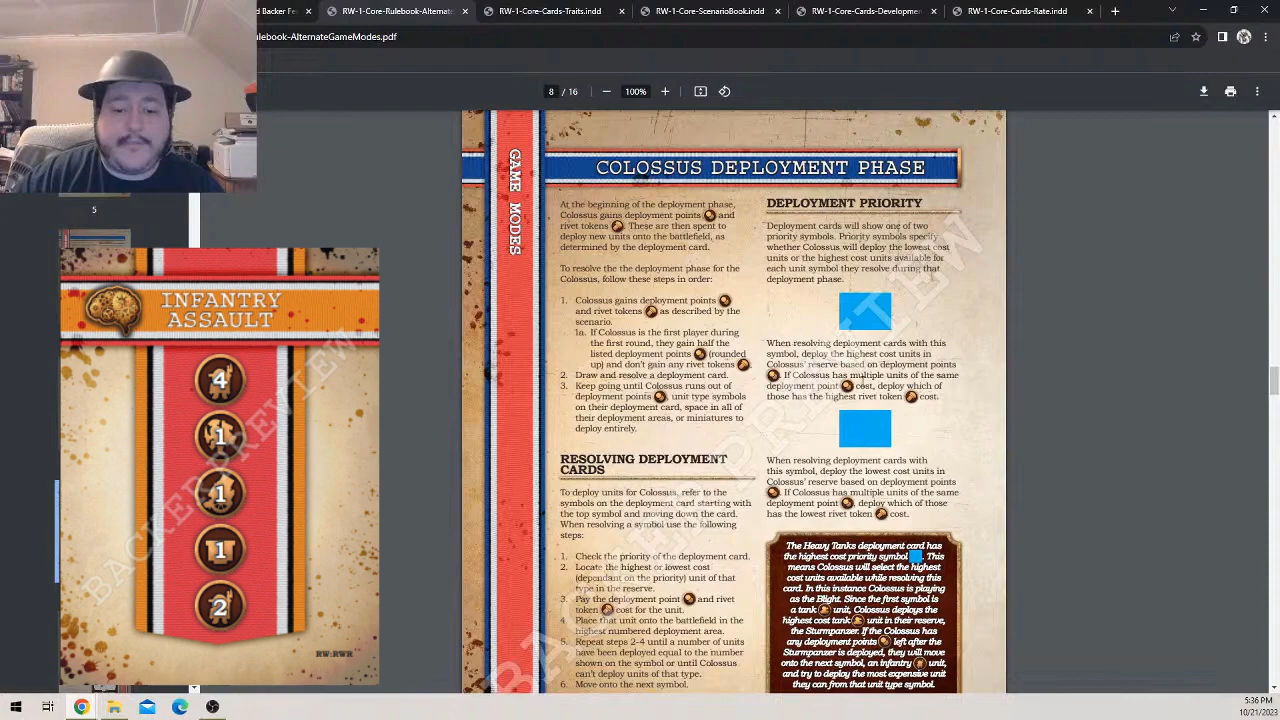 Backer Fe
RW-1-Core-Rulebook-Alternate
RW-1-Core-Cards-Traits.indd
RW-1-Core-ScenarioBook.indd
RW-1-Core-Cards-Developmen
RW-1-Core-Cards-Rate.indd
ulebook-AlternateGameModes.pdf
8 / 16
100%
5
INFANTRY
ASSAULT
4
1
1
1
2
RW:RWR
BACKER PREVIEW
GAME MODES
COLOSSUS DEPLOYMENT PHASE
At the beginning of the deployment phase,
Colossus gains deployment points and
rivet tokens . These are then spent to
deploy new units onto the battlefield, as
determined by the deployment card.
To resolve the the deployment phase for the
Colossus, follow these steps in order:
1. Colossus gains deployment points
and rivet tokens as described by the
scenario.
1a. If Colossus is the first player during
the first round, they gain half the
listed deployment points (rounded
up) and don't gain any rivet tokens .
2. Draw and resolve a deployment card.
3. Keep going until Colossus runs out of
deployment points , unit type symbols
on their deployment card, space in all of
their deployment areas, or miniatures to
deploy entirely.
RESOLVING DEPLOYMENT
CARDS
To deploy units for Colossus, refer to the
symbols on the deployment card starting with
the top symbol and moving down the card.
When resolving a symbol use the following
steps:
1. Check the priority of the deployment card.
2. Locate the highest or lowest cost
(dependant on the priority) unit of that
type in the reserve.
3. Pay the deployment point and rivet
token cost for the unit.
4. Place that unit onto the battlefield in the
highest numbered deployment area.
5. Repeat steps 2-4 until a number of units
have been deployed equal to the number
shown on the symbol or until Colossus
can't deploy units of that type.
6. Move onto the next symbol.
DEPLOYMENT PRIORITY
Deployment cards will show one of two
priority symbols. Priority symbols specify
whether Colossus will deploy the lowest cost
units or the highest cost units available for
each unit symbol they resolve during that
deployment phase.
When resolving deployment cards with this
symbol, deploy the highest cost units in
Colossus' reserve based on deployment points
. If Colossus has multiple units of the same
deployment point cost, deploy which of
those has the highest rivet token cost.
When resolving deployment cards with
this symbol, deploy the lowest cost units in
Colossus' reserve based on deployment points
. If Colossus has multiple units of the same
deployment point , deploy which of those
has the lowest rivet token cost.
The Heavy Tanks deployment card has
the highest cost priority symbol . This
means Colossus will select the highest
cost units available while resolving this
card. In this instance Colossus is playing
as the Blight. Since the first symbol is
a tank unit, Colossus deploys the
highest cost tank unit in their reserve,
the Sturmpanzer. If the Colossus has
any deployment points left after the
Sturmpanzer is deployed, they will move
onto the next symbol, an infantry unit,
and try to deploy the most expensive unit
they can from that unit type symbol.
5:36 PM
10/21/2023